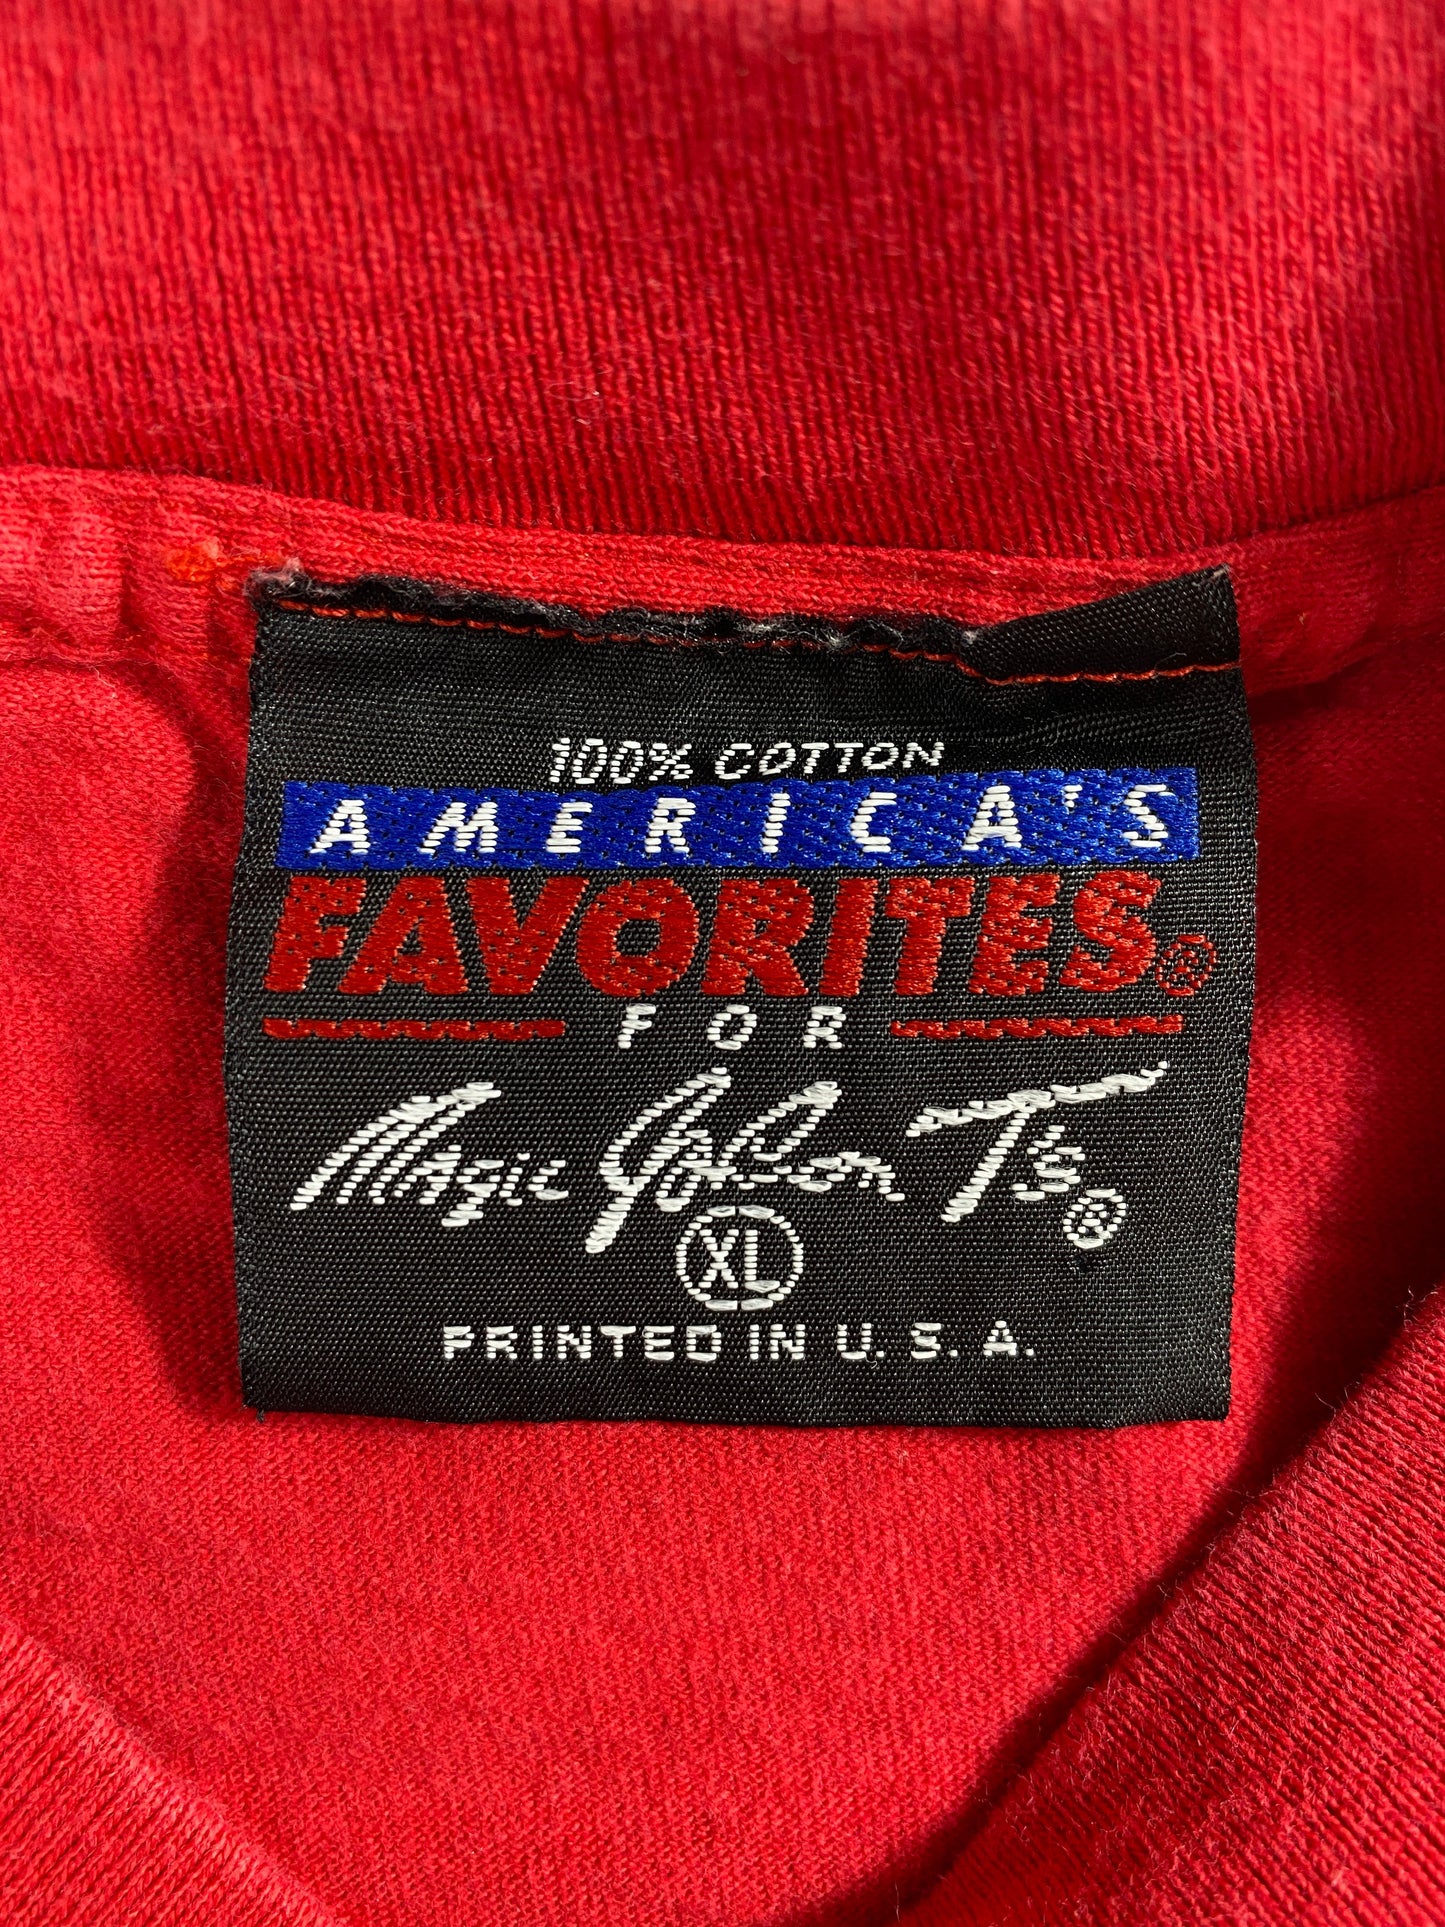 100% COTTON
AMERICA'S
FAVORITES®
FOR
Magic Johnson T's®
XL
PRINTED IN U.S.A.